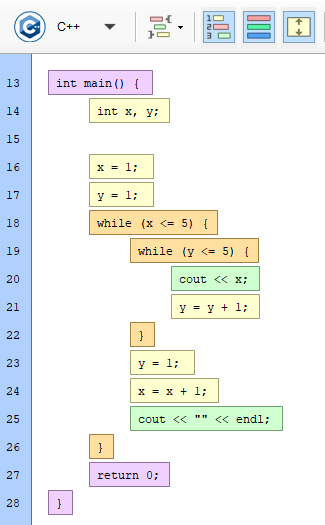 C++
13 int main() {
14 int x, y;
15
16 x = 1;
17 y = 1;
18 while (x <= 5) {
19 while (y <= 5) {
20 cout << x;
21 y = y + 1;
22 }
23 y = 1;
24 x = x + 1;
25 cout << "" << endl;
26 }
27 return 0;
28 }